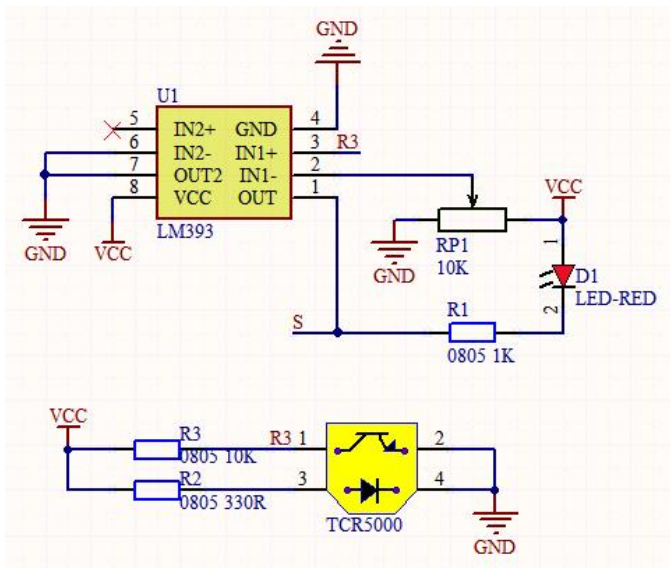 GND
U1
5 IN2+ GND 4
6 IN2- IN1+ 3 R3
7 OUT2 IN1- 2
8 VCC OUT 1
LM393
GND
VCC
GND
RP1
10K
VCC
1
D1
LED-RED
2
S
R1
0805 1K
VCC
R3
0805 10K
R3 1
2
R2
0805 330R
3
4
TCR5000
GND